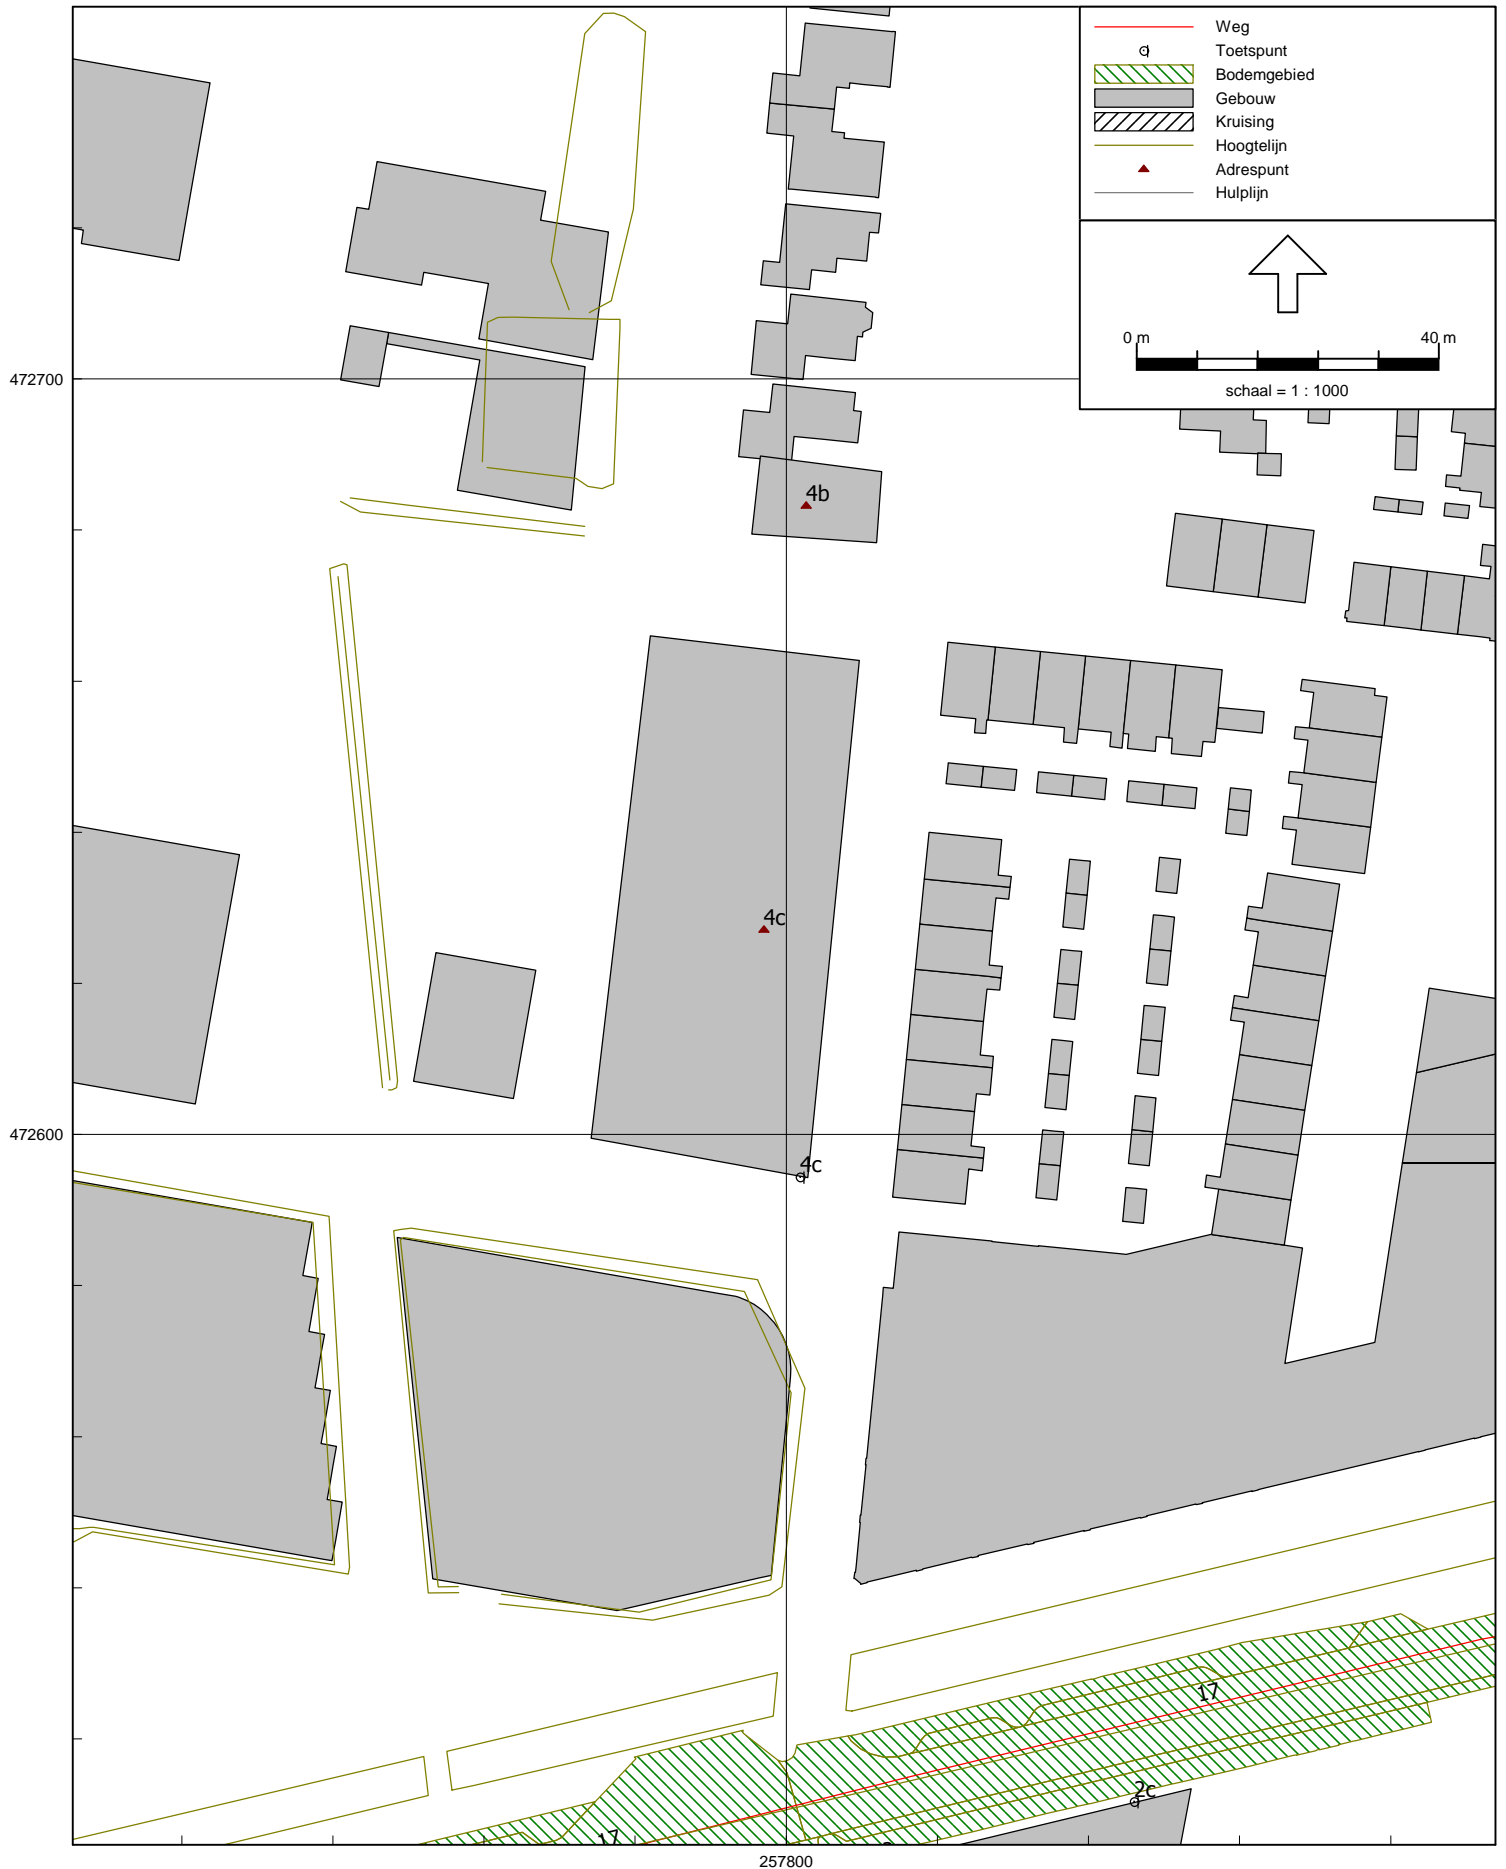 Weg
Toetspunt
Bodemgebied
Gebouw
Kruising
Hoogtelijn
Adrespunt
Hulplijn
0 m
40 m
schaal = 1 : 1000
472700
4b
4c
472600
4c
17
2c
17
257800